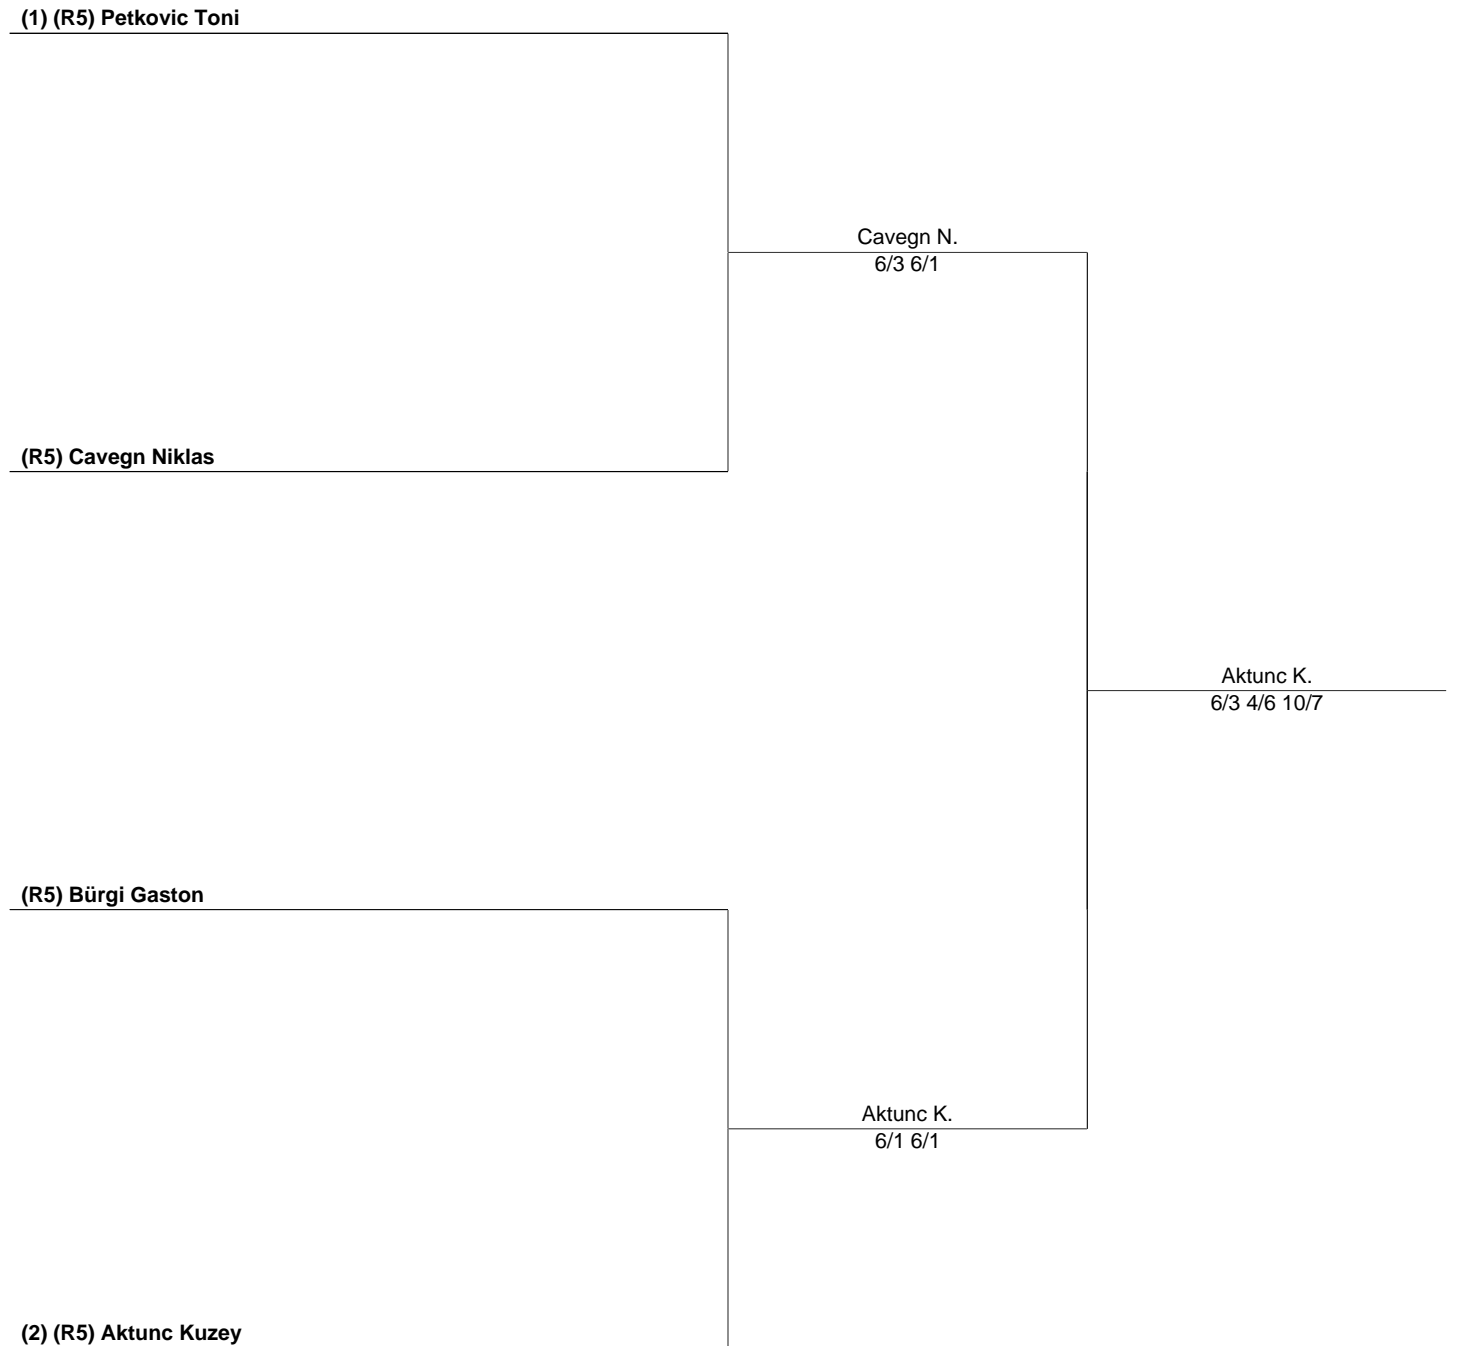 (1) (R5) Petkovic Toni
Cavegn N.
6/3 6/1
(R5) Cavegn Niklas
Aktunc K.
6/3 4/6 10/7
(R5) Bürgi Gaston
Aktunc K.
6/1 6/1
(2) (R5) Aktunc Kuzey